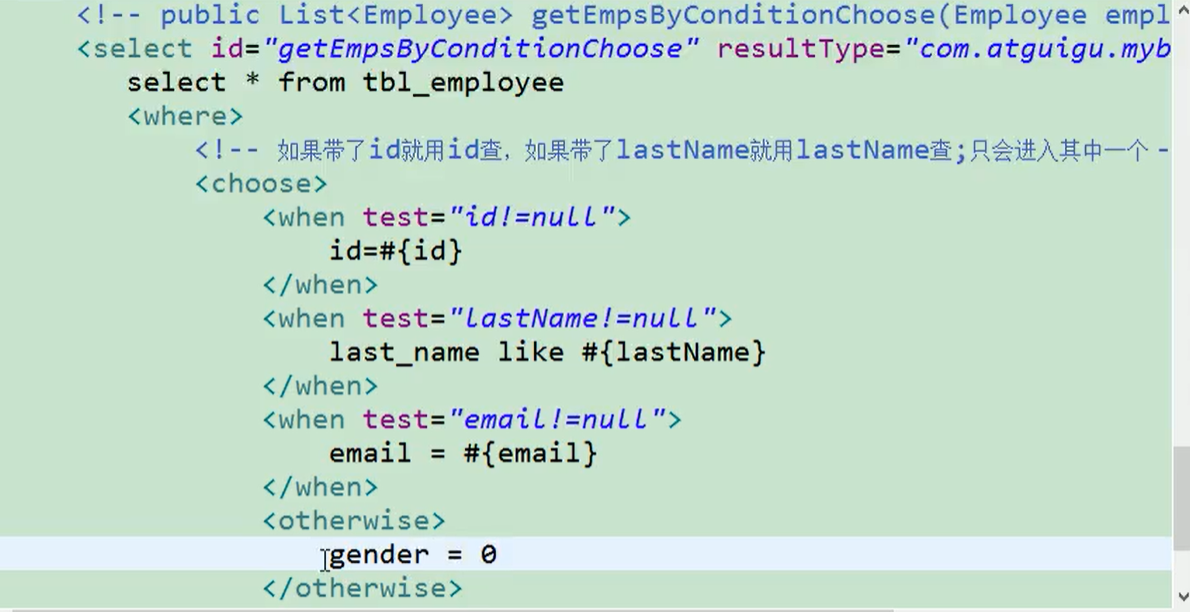 <!-- public List<Employee> getEmpsByConditionChoose(Employee empl
<select id="getEmpsByConditionChoose" resultType="com.atguigu.myb
select * from tbl_employee
<where>
<!-- 如果带了id就用id查，如果带了lastName就用lastName查;只会进入其中一个 -
<choose>
<when test="id!=null">
id=#{id}
</when>
<when test="lastName!=null">
last_name like #{lastName}
</when>
<when test="email!=null">
email = #{email}
</when>
<otherwise>
gender = 0
</otherwise>